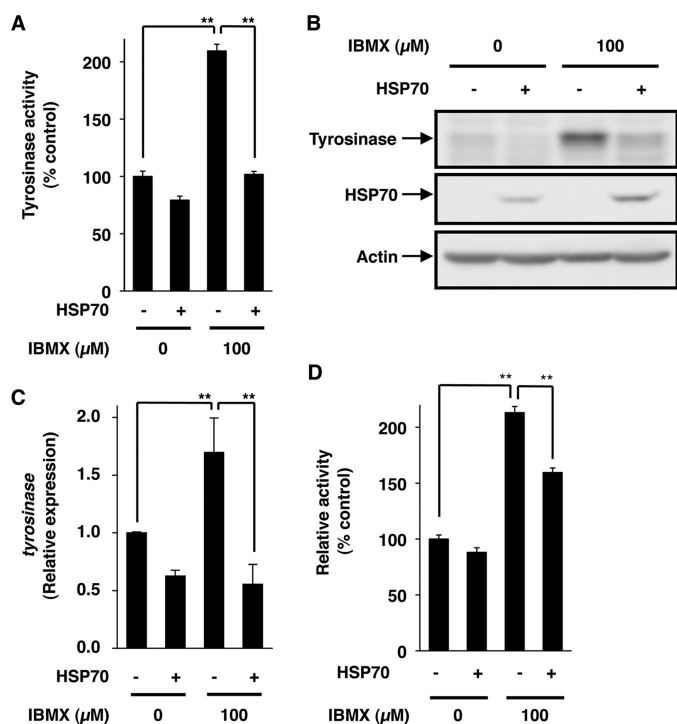 A
Tyrosinase activity
(% control)
** **
200
150
100
50
0
HSP70 - + - +
IBMX (µM) 0 100
B
IBMX (µM) 0 100
HSP70 - + - +
Tyrosinase
HSP70
Actin
C
tyrosinase
(Relative expression)
** **
2.0
1.5
1.0
0.5
0.0
HSP70 - + - +
IBMX (µM) 0 100
D
Relative activity
(% control)
** **
200
150
100
50
0
HSP70 - + - +
IBMX (µM) 0 100